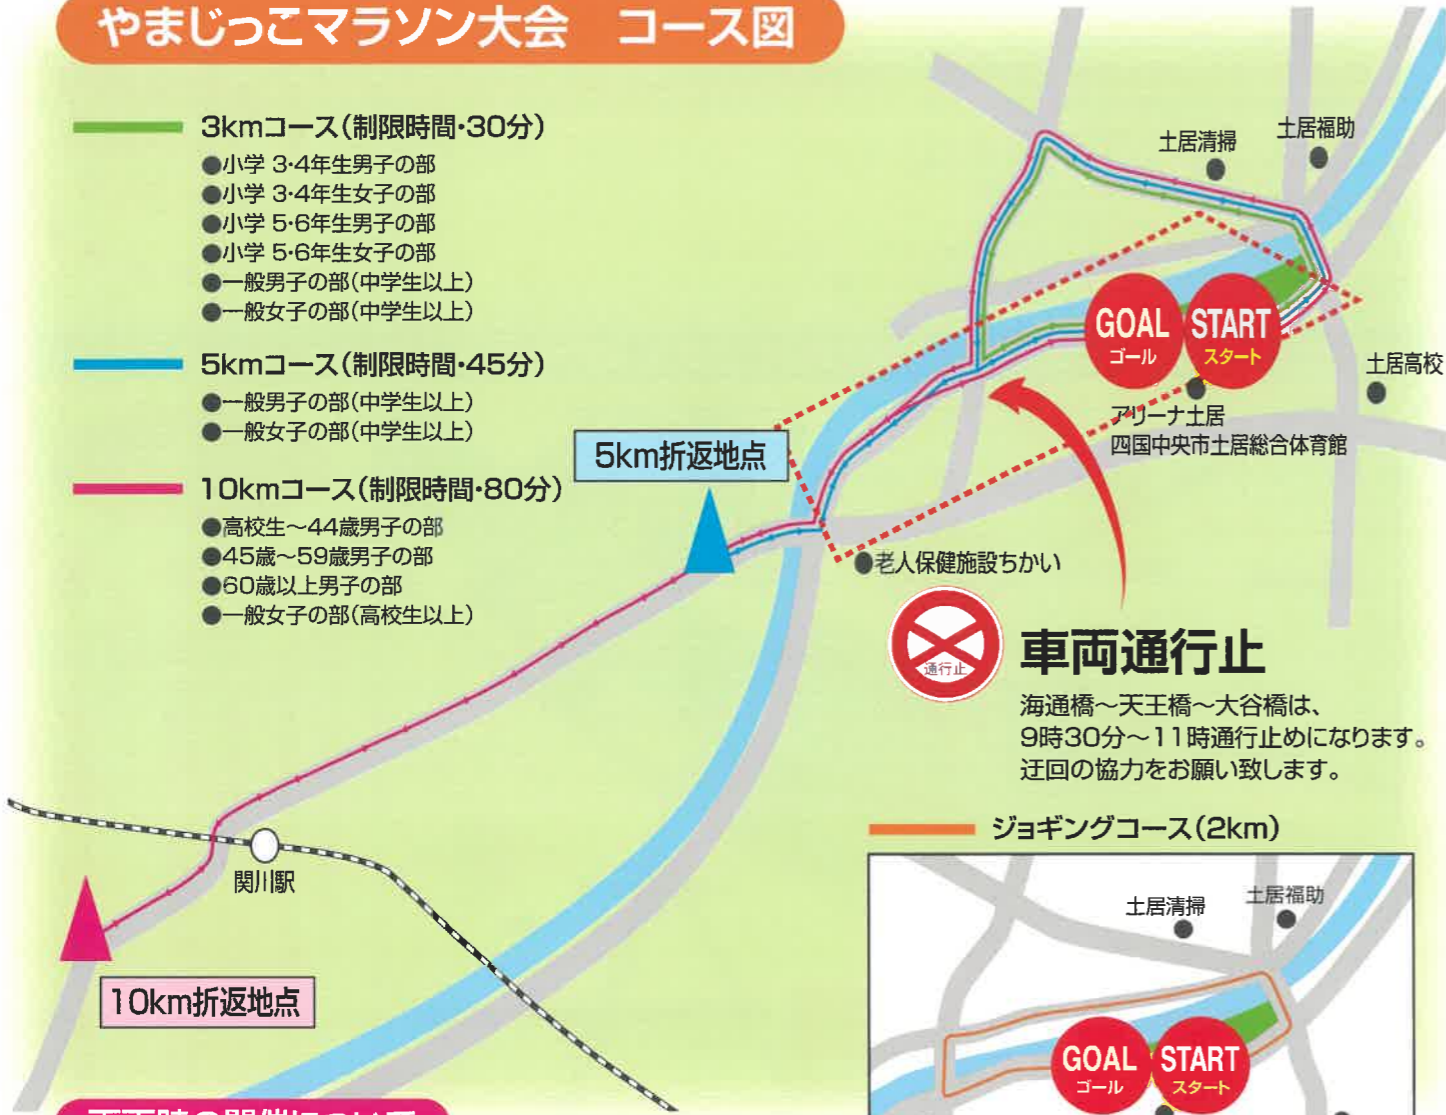 やまじっこマラソン大会　コース図
3kmコース（制限時間・30分）
●小学 3・4年生男子の部
●小学 3・4年生女子の部
●小学 5・6年生男子の部
●小学 5・6年生女子の部
●一般男子の部（中学生以上）
●一般女子の部（中学生以上）
5kmコース（制限時間・45分）
●一般男子の部（中学生以上）
●一般女子の部（中学生以上）
10kmコース（制限時間・80分）
●高校生～44歳男子の部
●45歳～59歳男子の部
●60歳以上男子の部
●一般女子の部（高校生以上）
土居清掃
土居福助
GOAL
ゴール
START
スタート
土居高校
アリーナ土居
四国中央市土居総合体育館
5km折返地点
老人保健施設ちかい
通行止
車両通行止
海通橋～天王橋～大谷橋は、
9時30分～11時通行止めになります。
迂回の協力をお願い致します。
関川駅
10km折返地点
ジョギングコース（2km）
土居清掃
土居福助
GOAL
ゴール
START
スタート